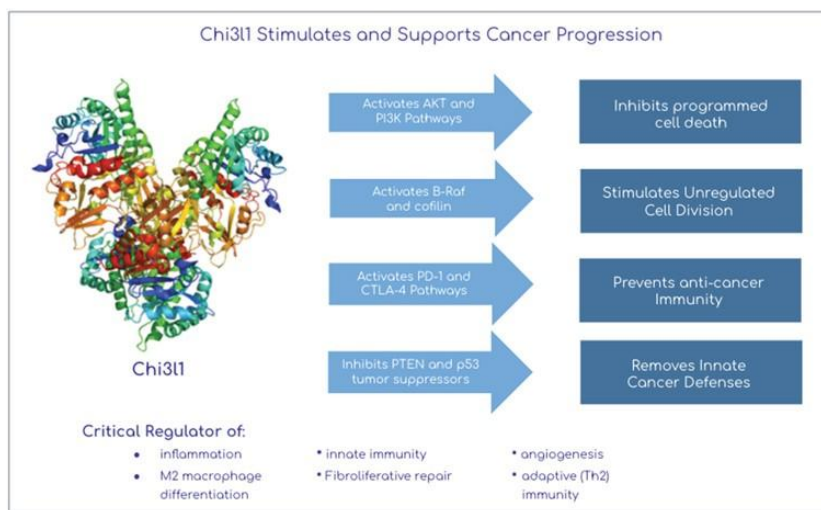 Chi3l1 Stimulates and Supports Cancer Progression
Activates AKT and
PI3K Pathways
Inhibits programmed
cell death
Activates B-Raf
and cofilin
Stimulates Unregulated
Cell Division
Activates PD-1 and
CTLA-4 Pathways
Prevents anti-cancer
Immunity
Inhibits PTEN and p53
tumor suppressors
Removes Innate
Cancer Defenses
Chi3l1
Critical Regulator of:
• inflammation
• M2 macrophage
differentiation
* innate immunity
* Fibroliferative repair
* angiogenesis
* adaptive (Th2)
immunity